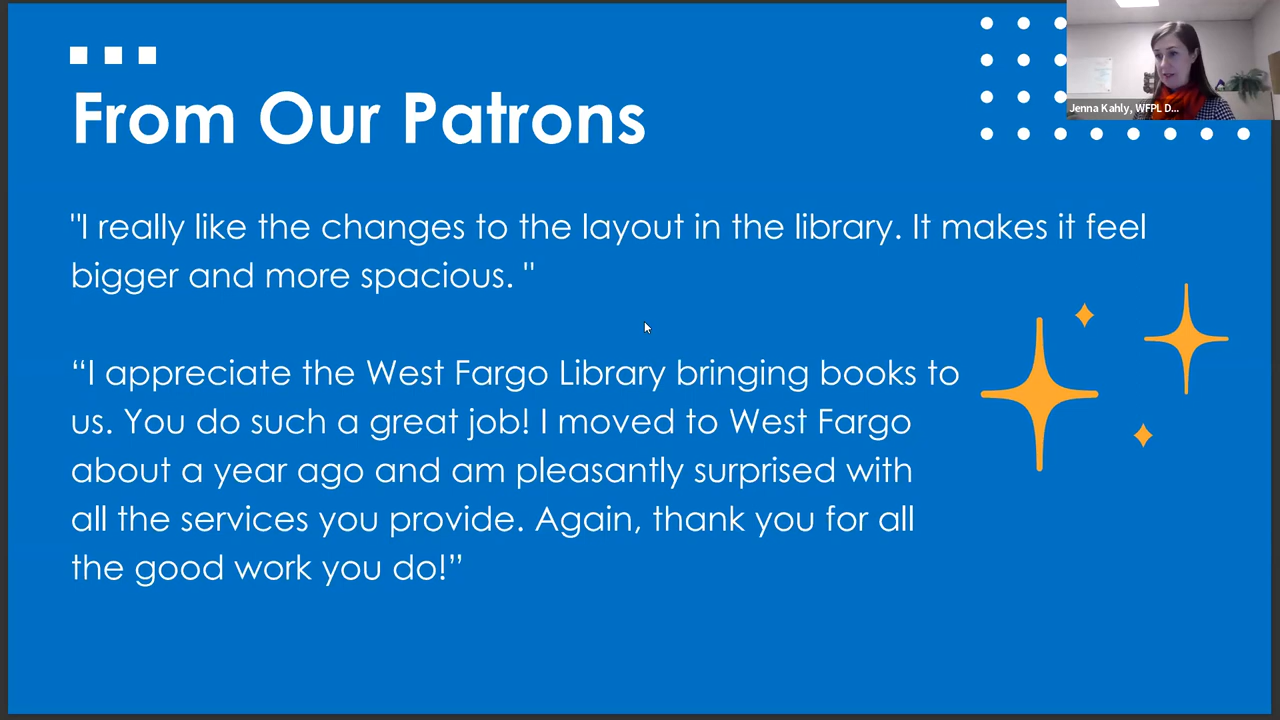 From Our Patrons
Jenna Kahly, WFPL D...
"I really like the changes to the layout in the library. It makes it feel
bigger and more spacious. "
“I appreciate the West Fargo Library bringing books to
us. You do such a great job! I moved to West Fargo
about a year ago and am pleasantly surprised with
all the services you provide. Again, thank you for all
the good work you do!”